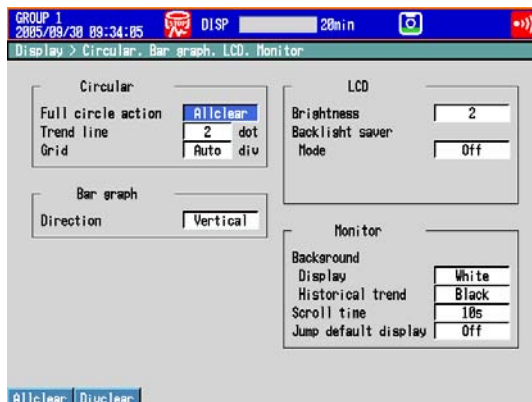 GROUP 1
2005/09/30 09:34:05
STOP
DISP
20min
Display > Circular. Bar graph. LCD. Monitor
Circular
Full circle action Allclear
Trend line 2 dot
Grid Auto div
Bar graph
Direction Vertical
LCD
Brightness 2
Backlight saver
Mode Off
Monitor
Background
Display White
Historical trend Black
Scroll time 10s
Jump default display Off
Allclear Divclear